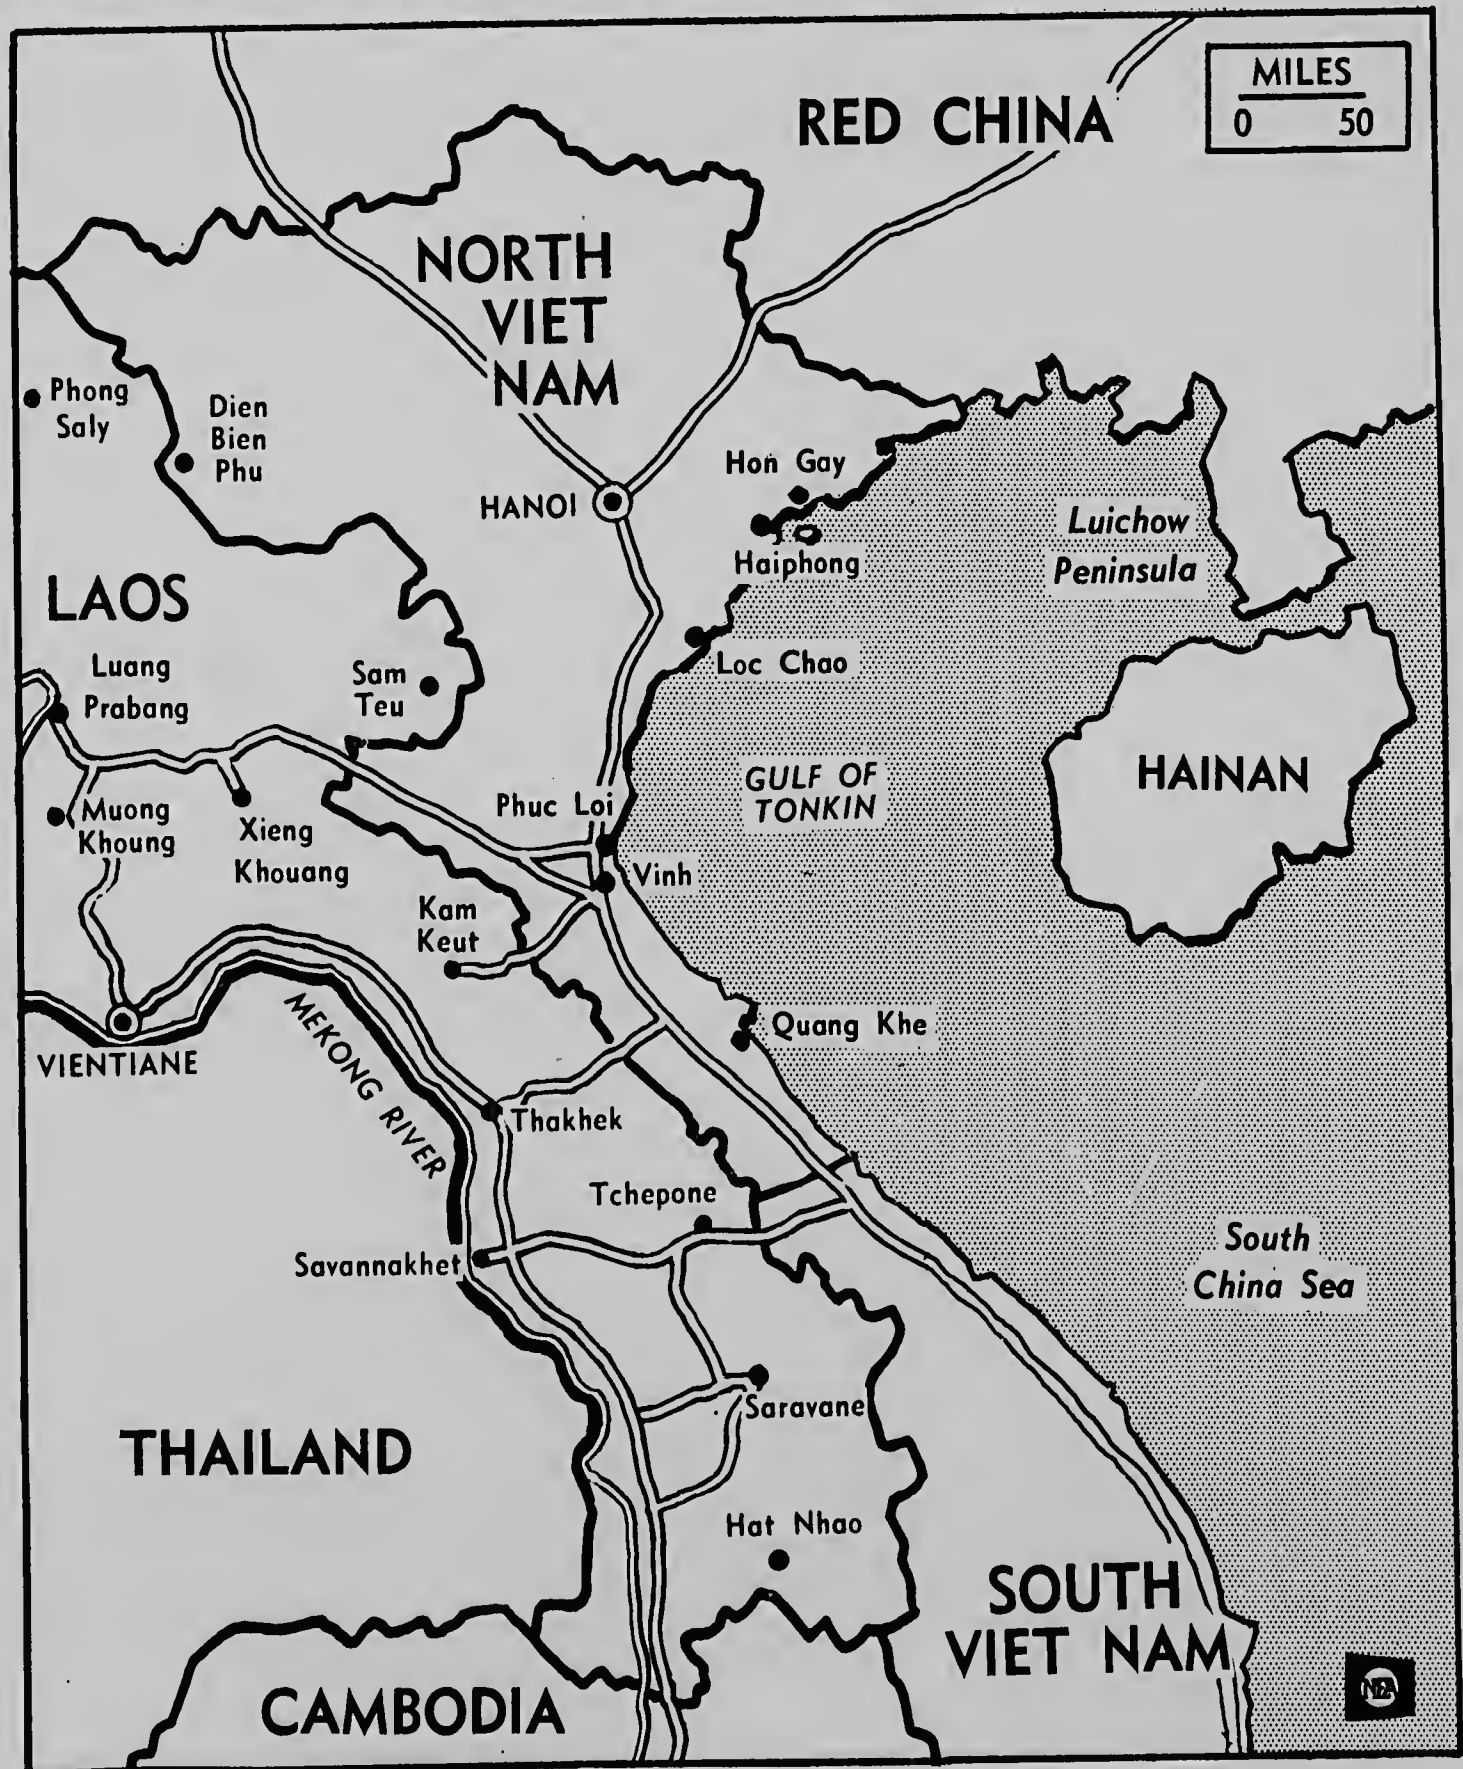 MILES
0 50
RED CHINA
NORTH
VIET
NAM
Phong
Saly
Dien
Bien
Phu
Hon Gay
HANOI
Haiphong
Luichow
Peninsula
LAOS
Luang
Prabang
Sam
Teu
Loc Chao
HAINAN
GULF OF
TONKIN
Phuc Loi
Muong
Khoung
Xieng
Khouang
Vinh
Kam
Keut
Quang Khe
VIENTIANE
MEKONG RIVER
Thakhek
Tchepone
Savannakhet
South
China Sea
Saravane
THAILAND
Hat Nhao
SOUTH
VIET NAM
CAMBODIA
NEA